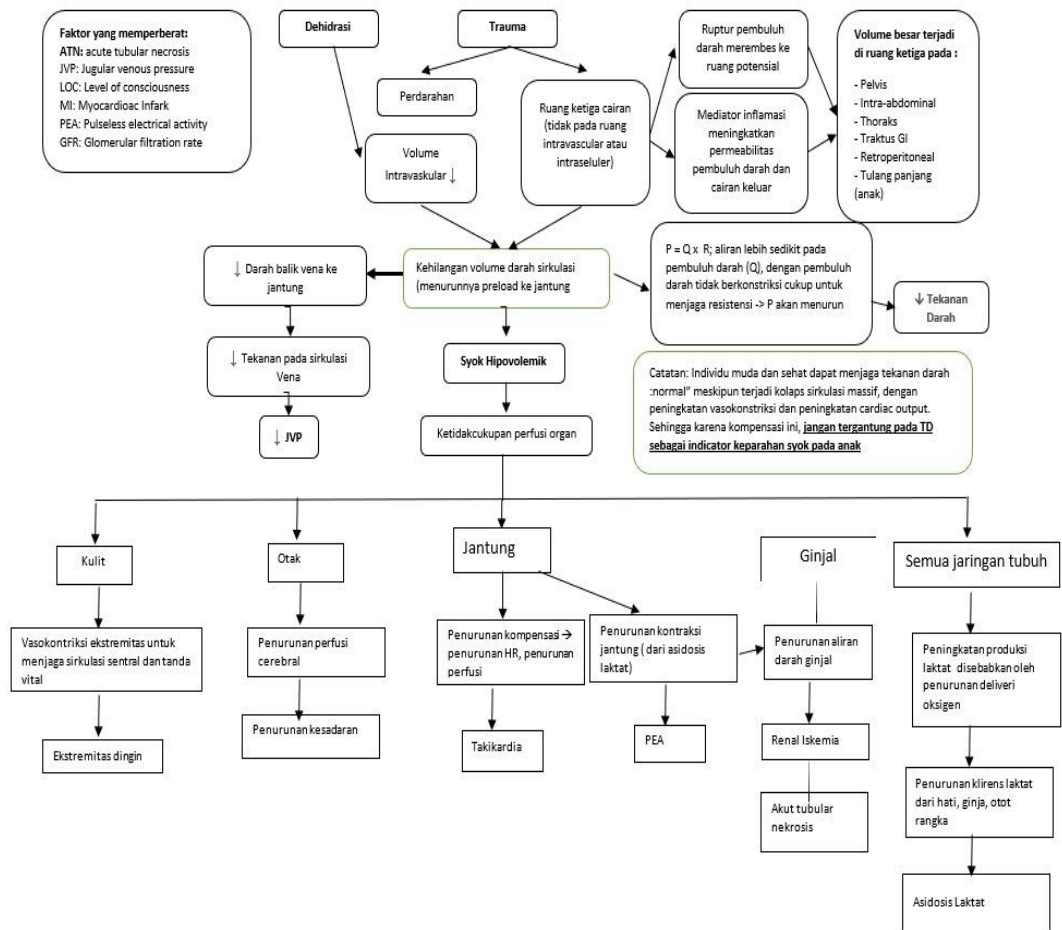 Faktor yang memperberat:
ATN: acute tubular necrosis
JVP: Jugular venous pressure
LOC: Level of consciousness
MI: Myocardioac Infark
PEA: Pulseless electrical activity
GFR: Glomerular filtration rate
Dehidrasi
Trauma
Perdarahan
Volume
Intravaskular ↓
Ruang ketiga cairan
(tidak pada ruang
intravascular atau
intraseluler)
Ruptur pembuluh
darah merembes ke
ruang potensial
Mediator inflamasi
meningkatkan
permeabilitas
pembuluh darah dan
cairan keluar
Volume besar terjadi
di ruang ketiga pada :
- Pelvis
- Intra-abdominal
- Thoraks
- Traktus GI
- Retroperitoneal
- Tulang panjang
(anak)
↓ Darah balik vena ke
jantung
Kehilangan volume darah sirkulasi
(menurunnya preload ke jantung
P = Q x R; aliran lebih sedikit pada
pembuluh darah (Q), dengan pembuluh
darah tidak berkonstriksi cukup untuk
menjaga resistensi -> P akan menurun
↓ Tekanan
Darah
↓ Tekanan pada sirkulasi
Vena
↓ JVP
Syok Hipovolemik
Ketidakcukupan perfusi organ
Catatan: Individu muda dan sehat dapat menjaga tekanan darah
:normal" meskipun terjadi kolaps sirkulasi massif, dengan
peningkatan vasokonstriksi dan peningkatan cardiac output.
Sehingga karena kompensasi ini, jangan tergantung pada TD
sebagai indicator keparahan syok pada anak
Kulit
Vasokontriksi ekstremitas untuk
menjaga sirkulasi sentral dan tanda
vital
Ekstremitas dingin
Otak
Penurunan perfusi
cerebral
Penurunan kesadaran
Jantung
Penurunan kompensasi →
penurunan HR, penurunan
perfusi
Takikardia
Penurunan kontraksi
jantung ( dari asidosis
laktat)
PEA
Ginjal
Penurunan aliran
darah ginjal
Renal Iskemia
Akut tubular
nekrosis
Semua jaringan tubuh
Peningkatan produksi
laktat disebabkan oleh
penurunan deliveri
oksigen
Penurunan klirens laktat
dari hati, ginja, otot
rangka
Asidosis Laktat